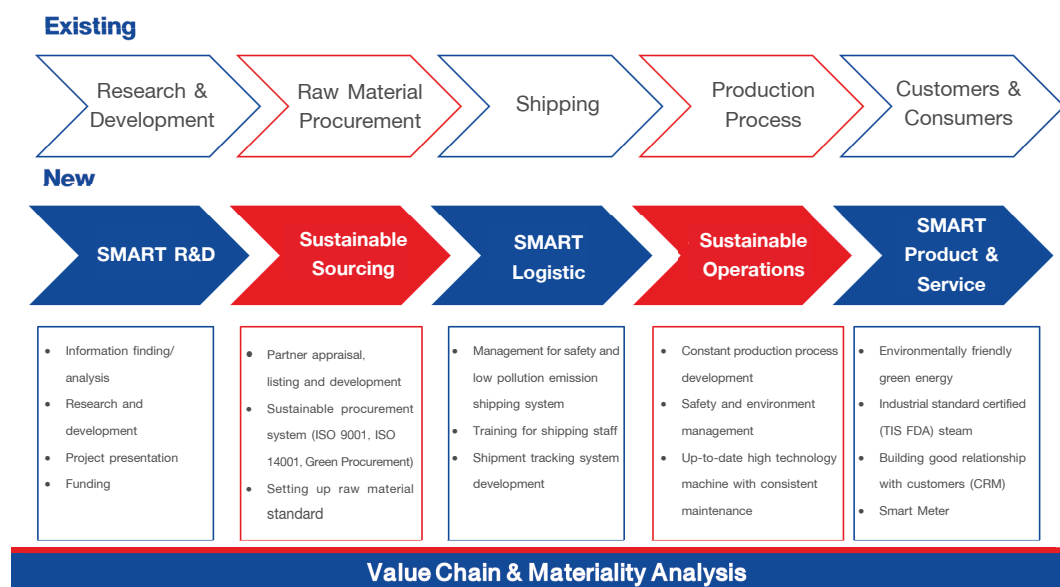 Existing
Research &
Development
Raw Material
Procurement
Shipping
Production
Process
Customers &
Consumers
New
SMART R&D
Sustainable
Sourcing
SMART
Logistic
Sustainable
Operations
SMART
Product &
Service
• Information finding/
analysis
• Research and
development
• Project presentation
• Funding
• Partner appraisal,
listing and development
• Sustainable procurement
system (ISO 9001, ISO
14001, Green Procurement)
• Setting up raw material
standard
• Management for safety and
low pollution emission
shipping system
• Training for shipping staff
• Shipment tracking system
development
• Constant production process
development
• Safety and environment
management
• Up-to-date high technology
machine with consistent
maintenance
• Environmentally friendly
green energy
• Industrial standard certified
(TIS FDA) steam
• Building good relationship
with customers (CRM)
• Smart Meter
Value Chain & Materiality Analysis